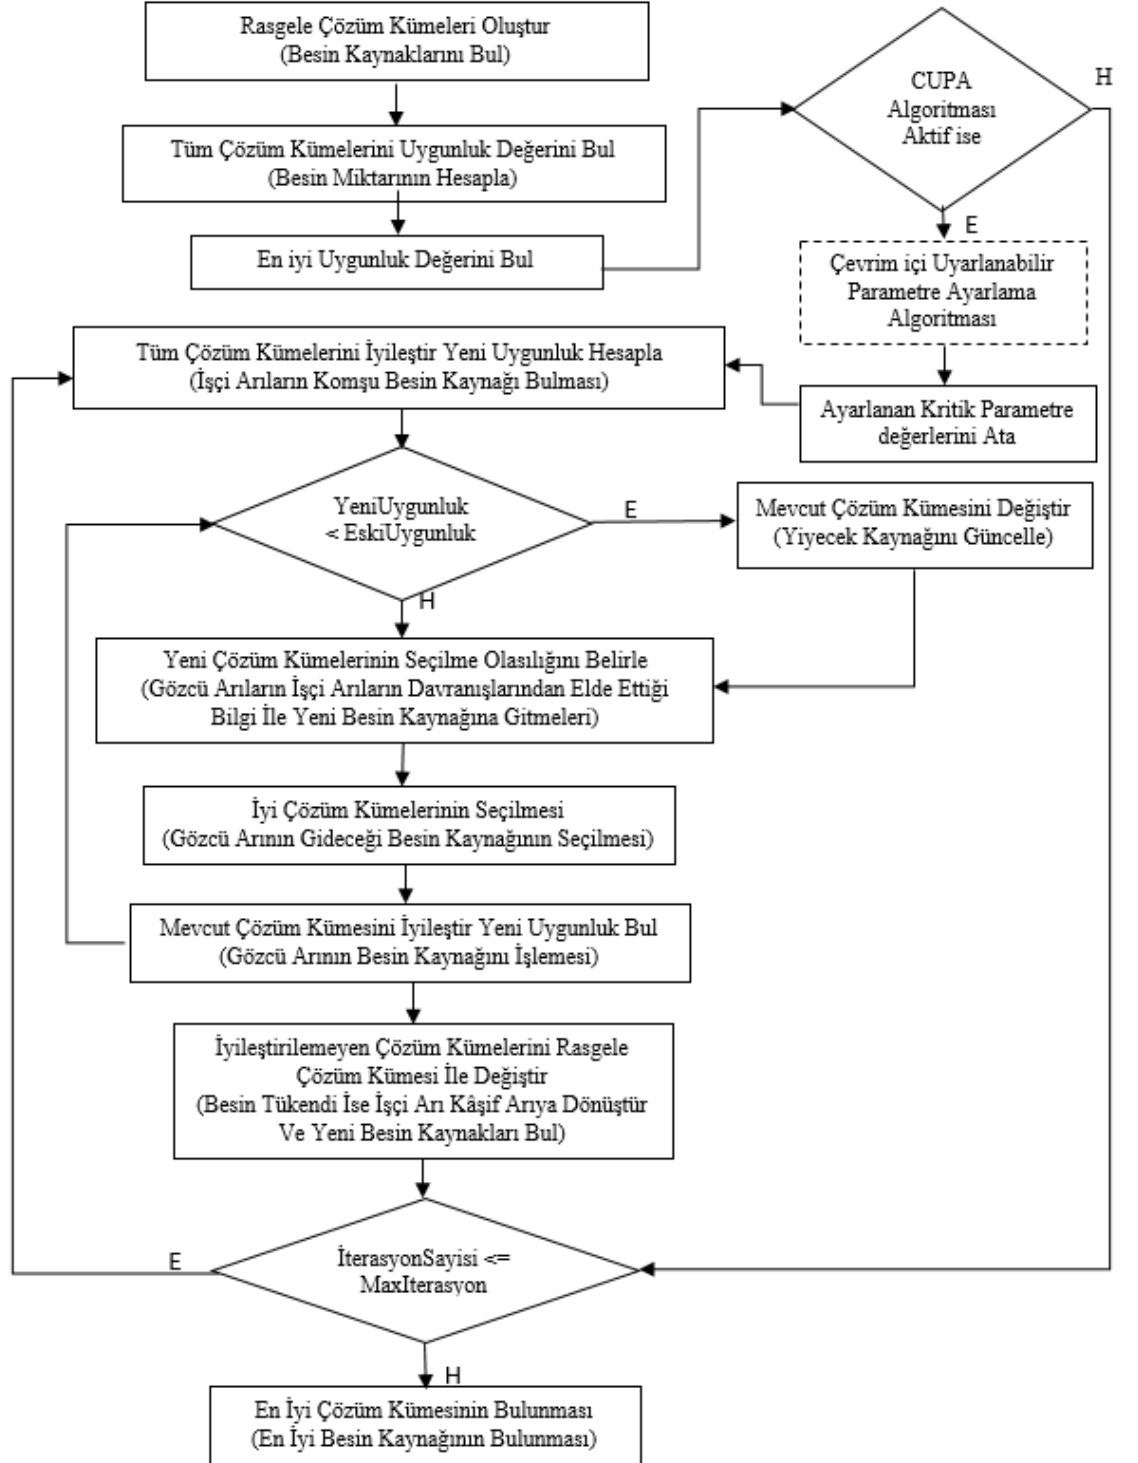 Rasgele Çözüm Kümeleri Oluştur
(Besin Kaynaklarını Bul)
Tüm Çözüm Kümelerini Uygunluk Değerini Bul
(Besin Miktarının Hesapla)
En iyi Uygunluk Değerini Bul
CUPA
Algoritması
Aktif ise
H
E
Çevrim içi Uyarlanabilir
Parametre Ayarlama
Algoritması
Ayarlanan Kritik Parametre
değerlerini Ata
Tüm Çözüm Kümelerini İyileştir Yeni Uygunluk Hesapla
(İşçi Arıların Komşu Besin Kaynağı Bulması)
YeniUygunluk
< EskiUygunluk
E
Mevcut Çözüm Kümesini Değiştir
(Yiyecek Kaynağını Güncelle)
H
Yeni Çözüm Kümelerinin Seçilme Olasılığını Belirle
(Gözcü Arıların İşçi Arıların Davranışlarından Elde Ettiği
Bilgi İle Yeni Besin Kaynağına Gitmeleri)
İyi Çözüm Kümelerinin Seçilmesi
(Gözcü Arının Gideceği Besin Kaynağının Seçilmesi)
Mevcut Çözüm Kümesini İyileştir Yeni Uygunluk Bul
(Gözcü Arının Besin Kaynağını İşlemesi)
İyileştirilemeyen Çözüm Kümelerini Rasgele
Çözüm Kümesi İle Değiştir
(Besin Tükendi İse İşçi Arı Kâşif Arıya Dönüştür
Ve Yeni Besin Kaynakları Bul)
İterasyonSayisi <=
MaxIterasyon
E
H
En İyi Çözüm Kümesinin Bulunması
(En İyi Besin Kaynağının Bulunması)